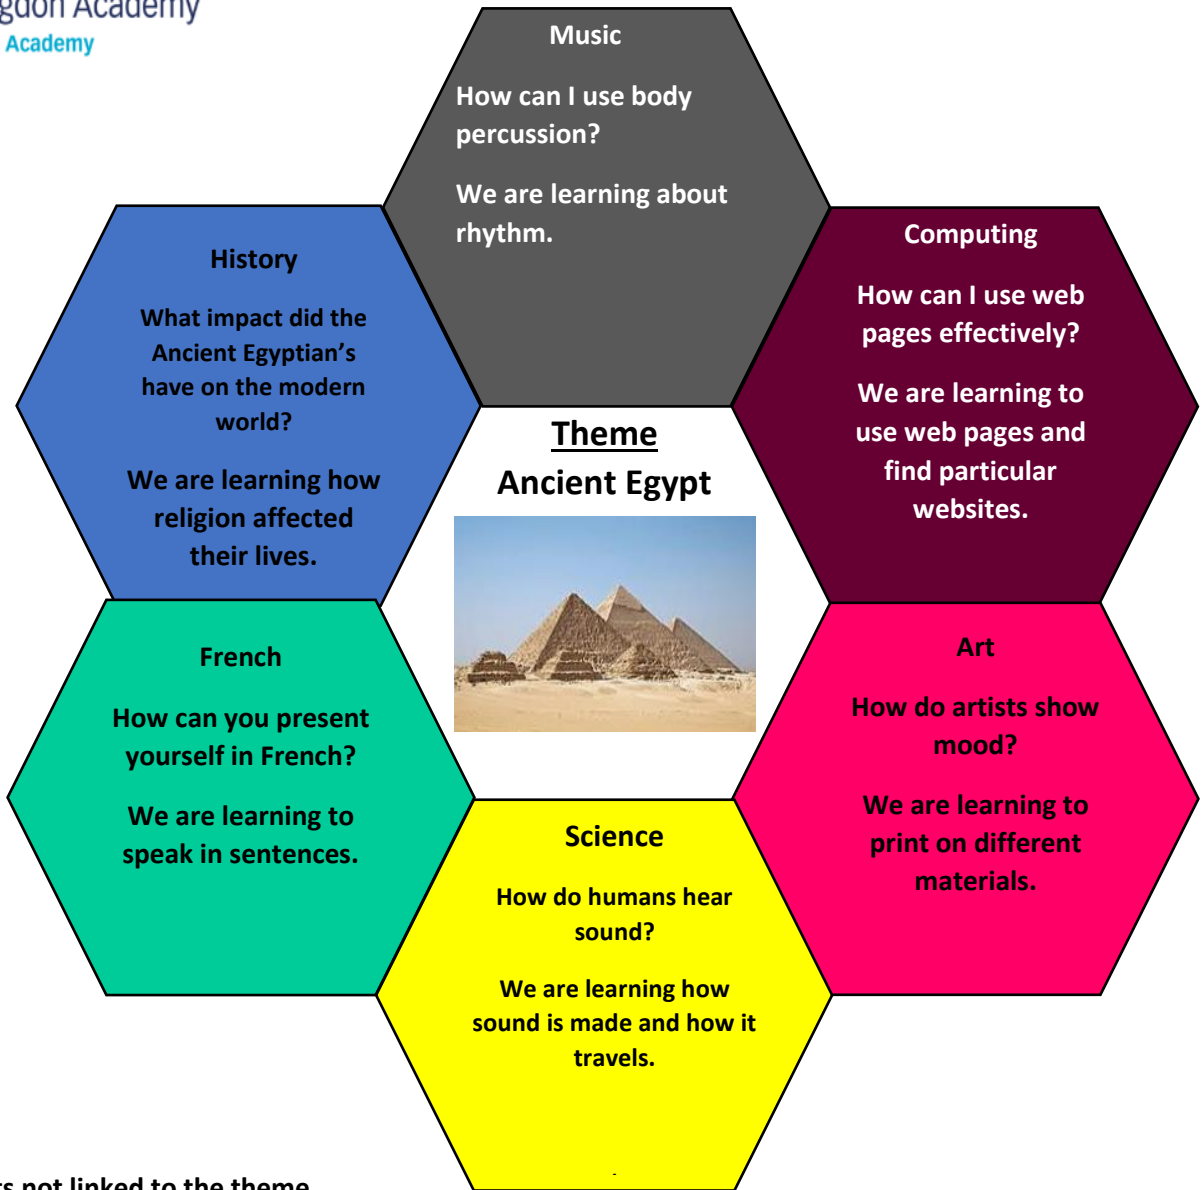 Academy
Academy
Music
How can I use body
percussion?
We are learning about
rhythm.
History
What impact did the
Ancient Egyptian's
have on the modern
world?
We are learning how
religion affected
their lives.
Computing
How can I use web
pages effectively?
We are learning to
use web pages and
find particular
websites.
Theme
Ancient Egypt
French
How can you present
yourself in French?
We are learning to
speak in sentences.
Art
How do artists show
mood?
We are learning to
print on different
materials.
Science
How do humans hear
sound?
We are learning how
sound is made and how it
travels.
not linked to the theme